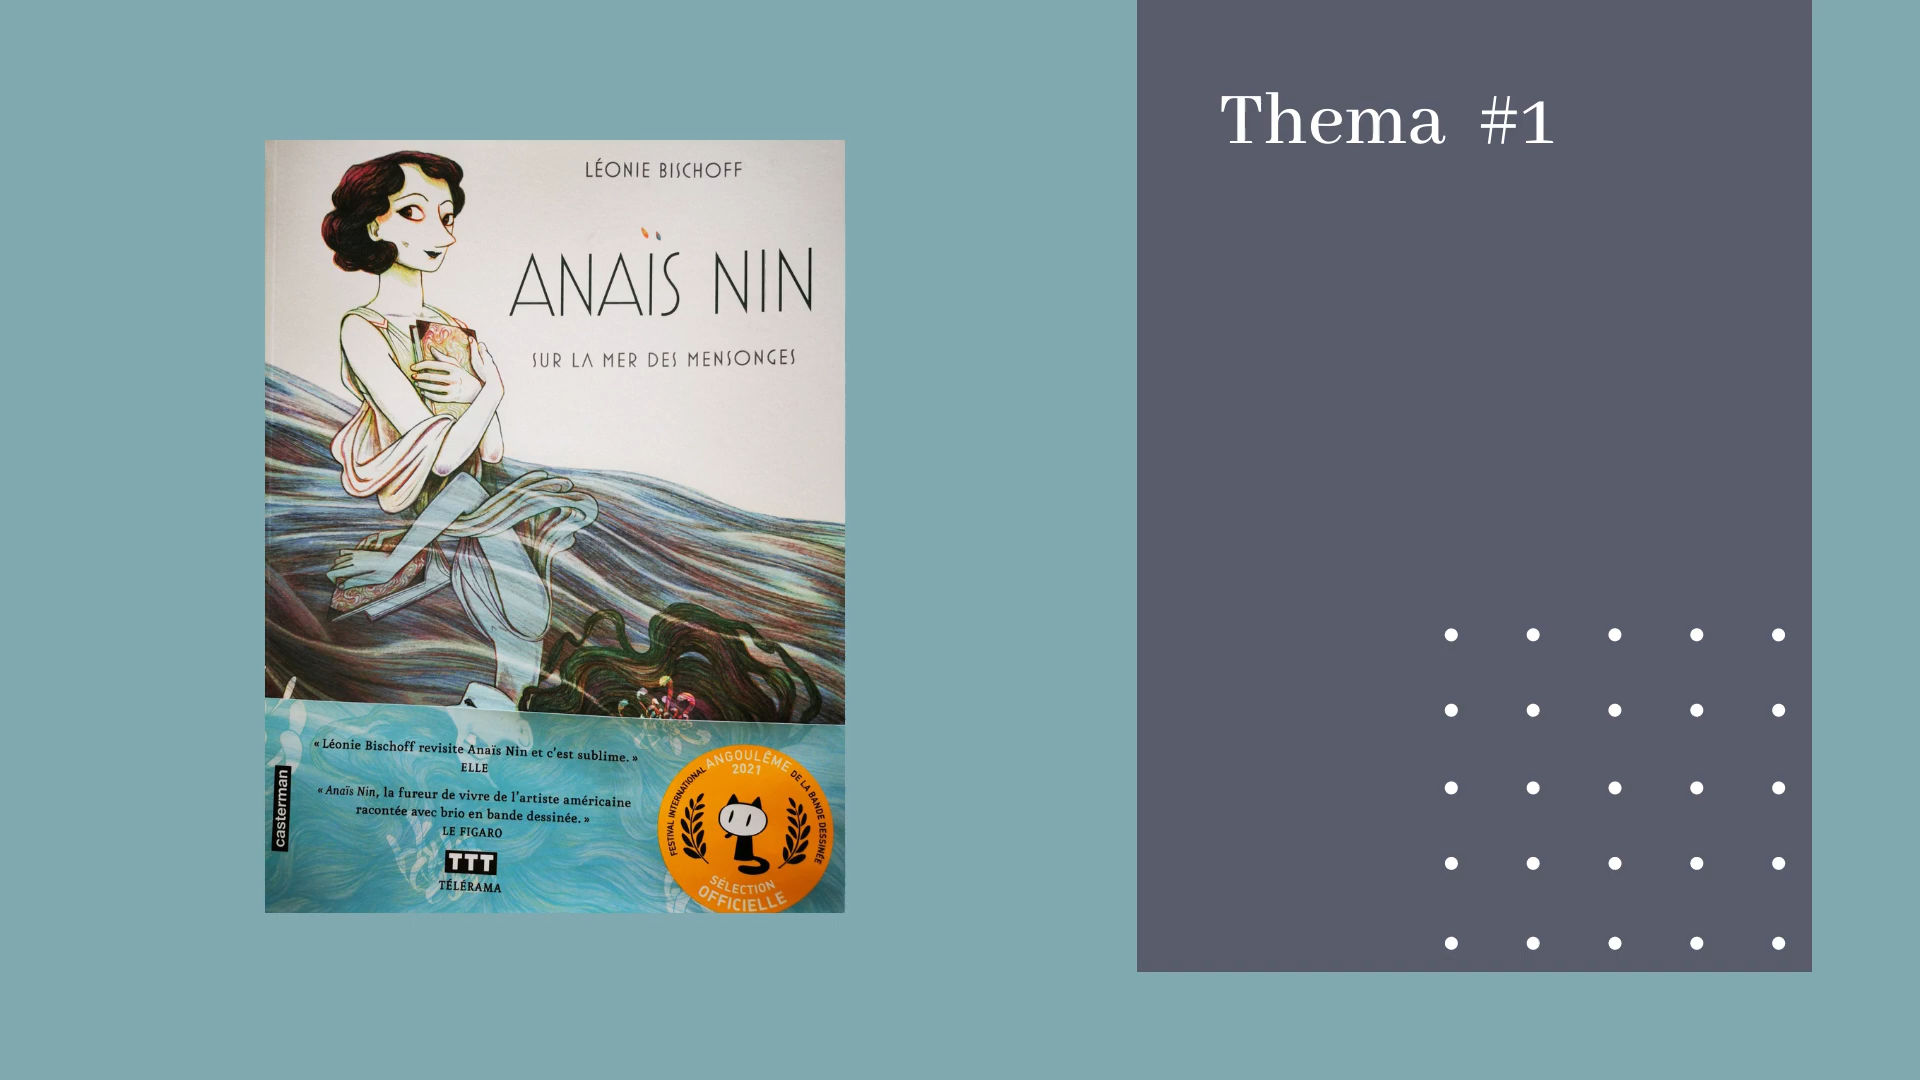 LÉONIE BISCHOFF
ANAÏS NIN
SUR LA MER DES MENSONGES
« Léonie Bischoff revisite Anaïs Nin et c'est sublime. »
ELLE
« Anaïs Nin, la fureur de vivre de l'artiste américaine
racontée avec brio en bande dessinée. »
LE FIGARO
TTT
TÉLÉRAMA
casterman
FESTIVAL INTERNATIONAL DE LA BANDE DESSINÉE
ANGOULÊME
2021
SÉLECTION
OFFICIELLE
Thema #1